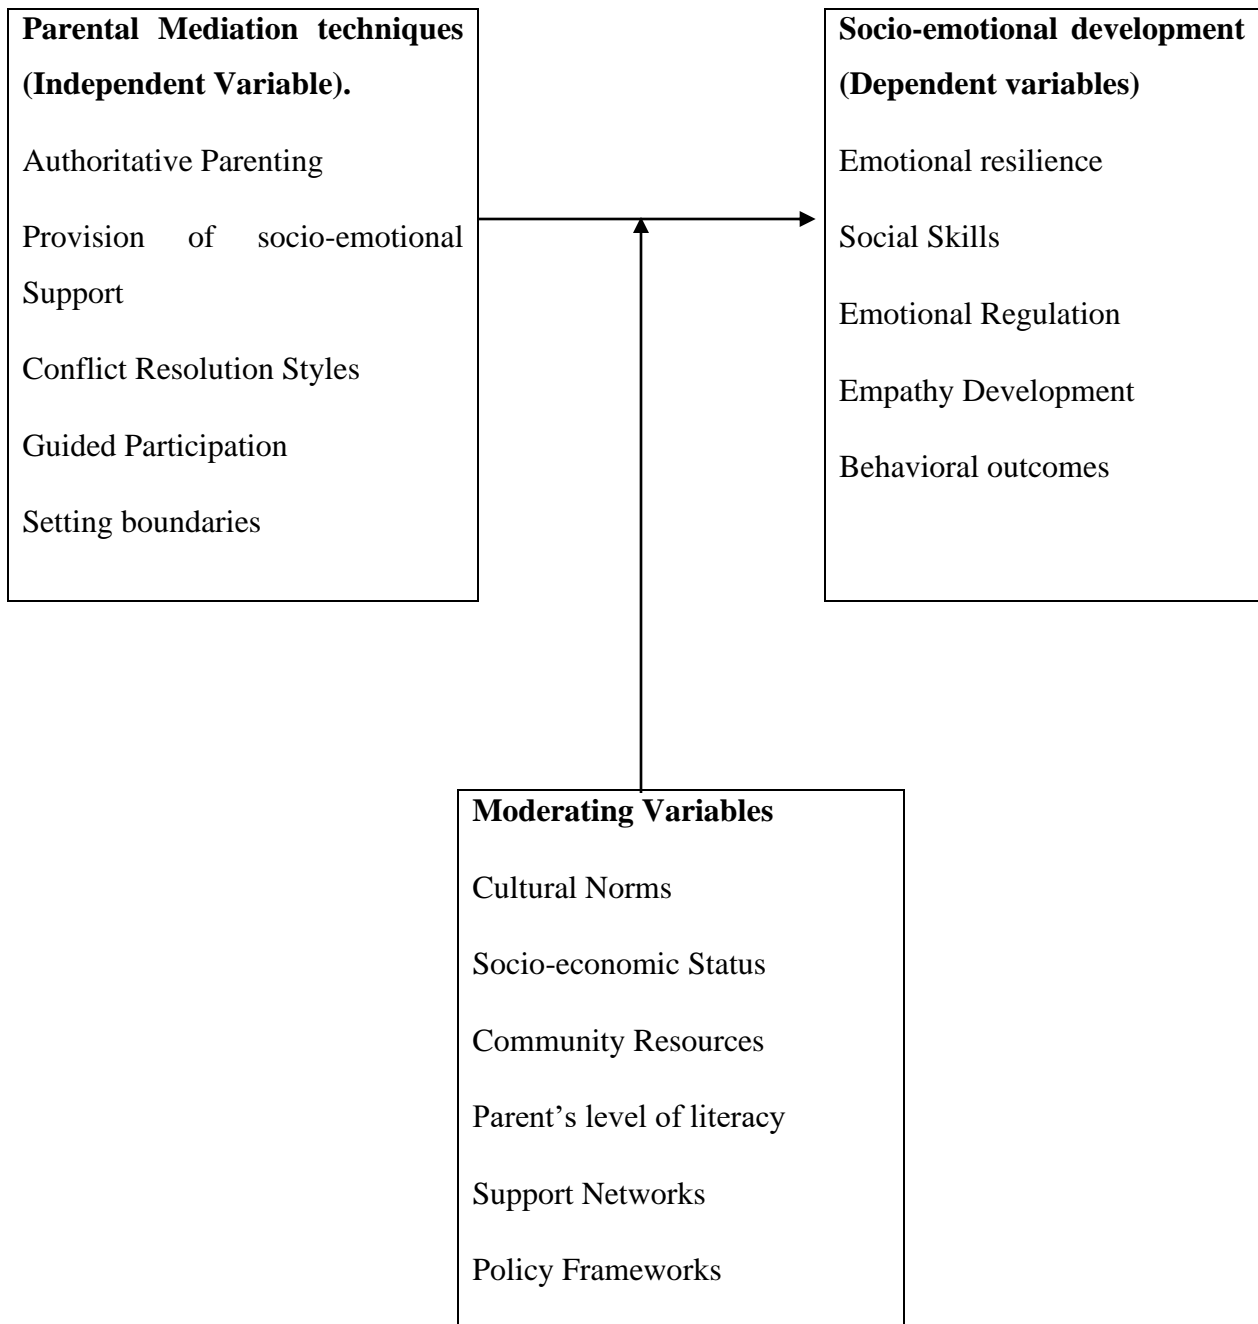 Parental Mediation techniques
(Independent Variable).
Authoritative Parenting
Provision of socio-emotional
Support
Conflict Resolution Styles
Guided Participation
Setting boundaries
Socio-emotional development
(Dependent variables)
Emotional resilience
Social Skills
Emotional Regulation
Empathy Development
Behavioral outcomes
Moderating Variables
Cultural Norms
Socio-economic Status
Community Resources
Parent’s level of literacy
Support Networks
Policy Frameworks